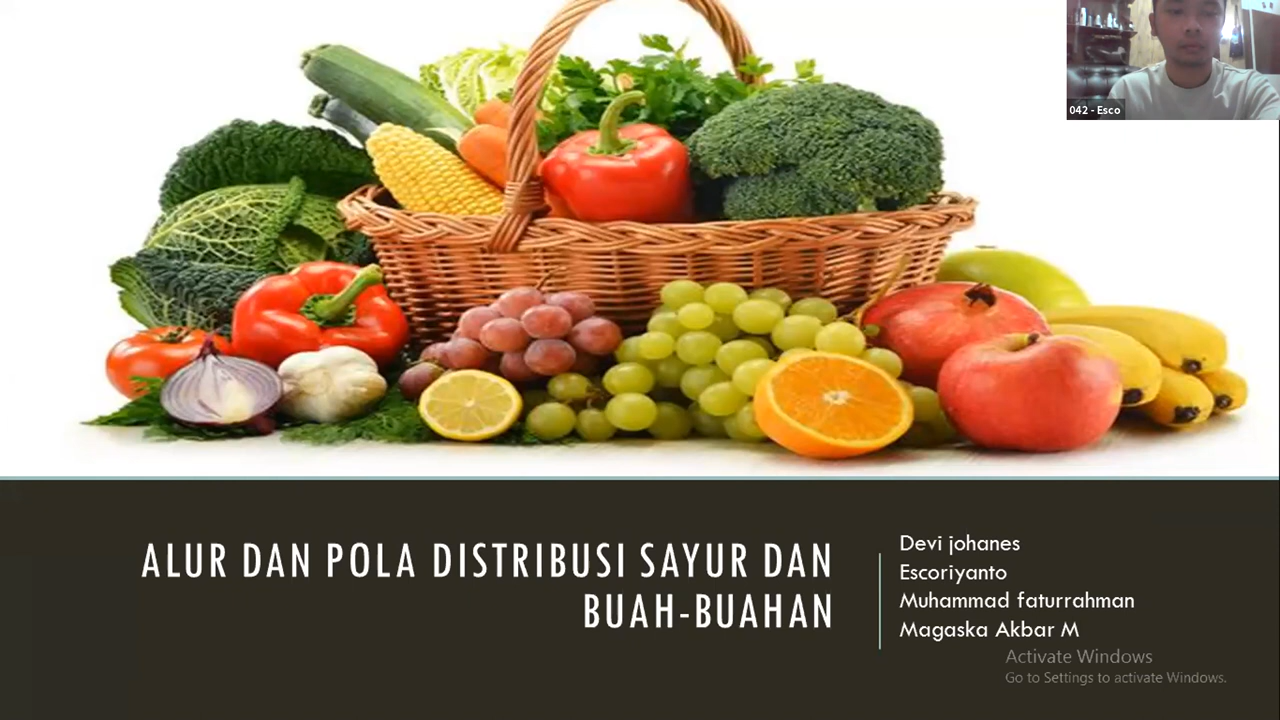 042 - Esco
ALUR DAN POLA DISTRIBUSI SAYUR DAN
BUAH-BUAHAN
Devi johanes
Escoriyanto
Muhammad faturrahman
Magaska Akbar M
Activate Windows
Go to Settings to activate Windows.